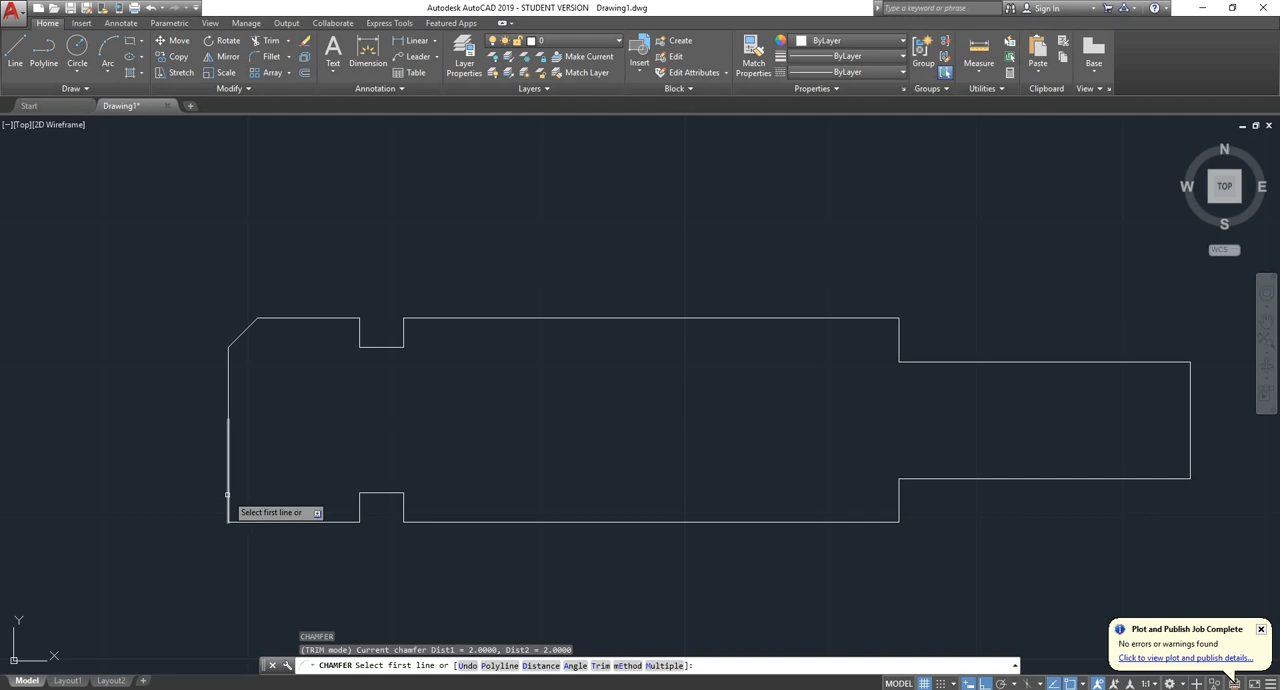 A Autodesk AutoCAD 2019 - STUDENT VERSION Drawing1.dwg Type a keyword or phrase Sign In
Home Insert Annotate Parametric View Manage Output Collaborate Express Tools Featured Apps
Line Polyline Circle Arc
Move Rotate Trim
Copy Mirror Fillet
Stretch Scale Array
Text Dimension
Linear
Leader
Table
Layer Properties
0
Make Current
Match Layer
Insert
Create
Edit
Edit Attributes
Match Properties
ByLayer
ByLayer
ByLayer
Group Measure Paste Base
Draw Modify Annotation Layers Block Properties Groups Utilities Clipboard View
Start Drawing1* +
[−][Top][2D Wireframe]
N
W TOP E
S
WCS
Select first line or
Y
X
CHAMFER
(TRIM mode) Current chamfer Dist1 = 2.0000, Dist2 = 2.0000
CHAMFER Select first line or [Undo Polyline Distance Angle Trim mEthod Multiple]:
Plot and Publish Job Complete
No errors or warnings found
Click to view plot and publish details...
Model Layout1 Layout2 + MODEL 1:1